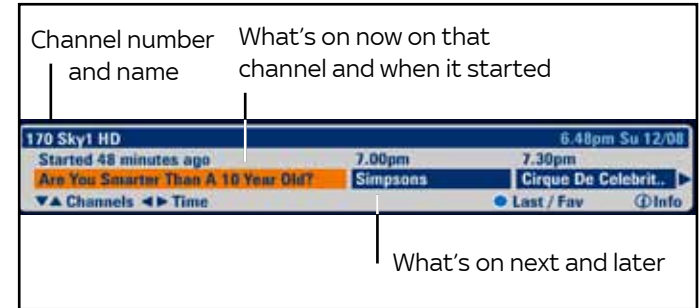 Channel number
and name
What's on now on that
channel and when it started
170 Sky1 HD 6.48pm Su 12/08
Started 48 minutes ago 7.00pm 7.30pm
Are You Smarter Than A 10 Year Old? Simpsons Cirque De Celebrit..
▼▲ Channels ◄► Time Last / Fav ⓘInfo
What's on next and later